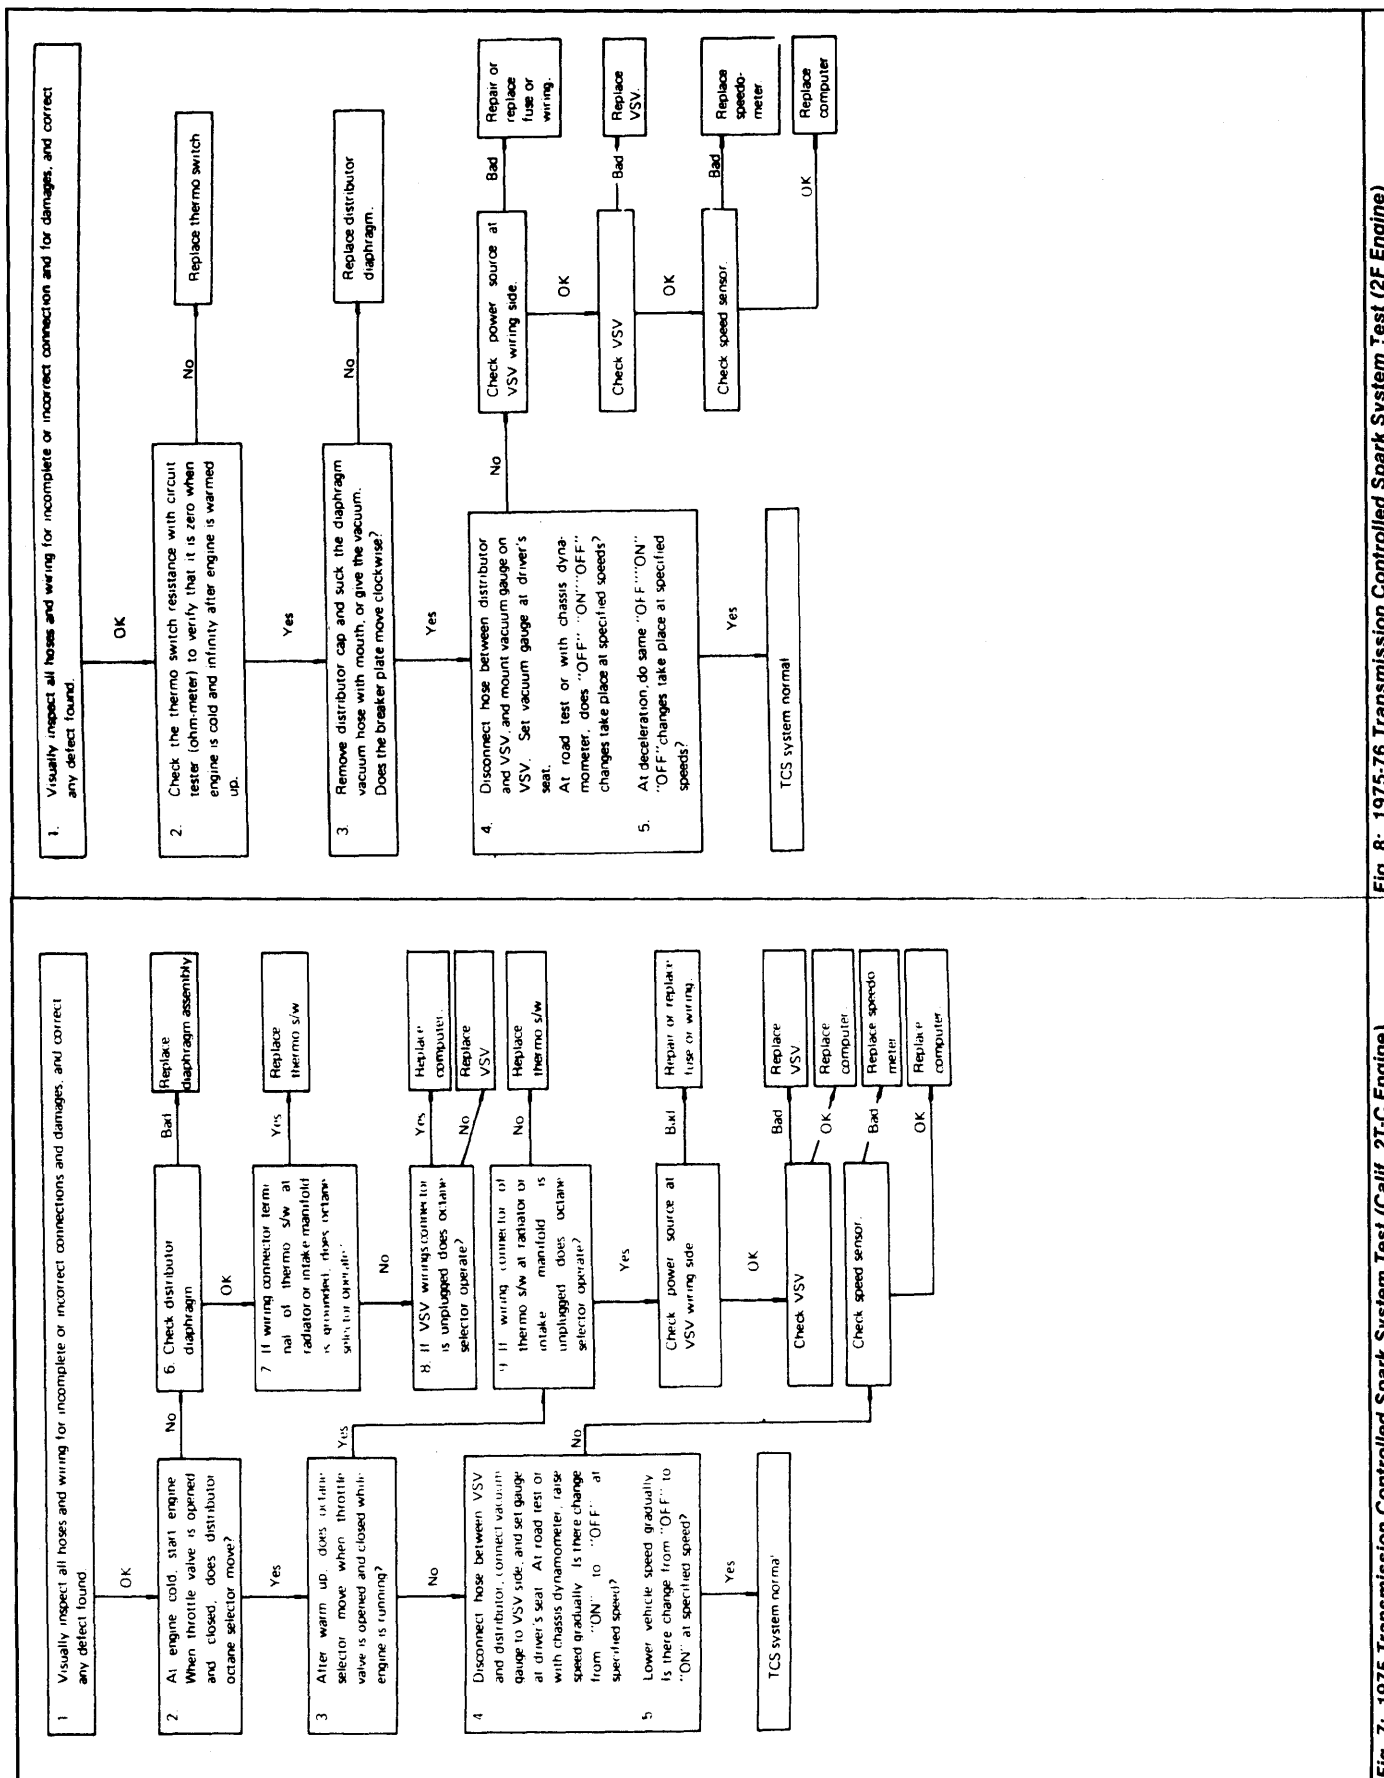 1. Visually inspect all hoses and wiring for incomplete or incorrect connections and damages, and correct
any defect found.
OK
2. At engine cold, start engine
When throttle valve is opened
and closed, does distributor
octane selector move?
No
6. Check distributor
diaphragm
Bad
Replace
diaphragm assembly
OK
7 If wiring connector termi
nal of thermo s/w at
radiator or intake manifold
is grounded, does octane
selector operate?
Yes
Replace
thermo s/w
No
8. If VSV wirings connector
is unplugged does octane
selector operate?
Yes
Replace
computer.
No
Replace
VSV
Yes
3 After warm up, does octane
selector move when throttle
valve is opened and closed while
engine is running?
Yes
9 If wiring connector of
thermo s/w at radiator or
intake manifold is
unplugged does octane
selector operate?
No
Replace
thermo s/w
Yes
Check power source at
VSV wiring side
Bad
Repair or replace
fuse or wiring.
OK
Check VSV
Bad
Replace
VSV
OK
Replace
computer.
No
4 Disconnect hose between VSV
and distributor, connect vacuum
gauge to VSV side, and set gauge
at driver's seat. At road test or
with chassis dynamometer, raise
speed gradually Is there change
from "ON" to "OFF" at
specified speed?
5 Lower vehicle speed gradually
Is there change from "OFF" to
"ON" at specified speed?
No
Check speed sensor.
Bad
Replace speedo
meter
OK
Replace
computer.
Yes
TCS system normal
Fig. 7: 1975 Transmission Controlled Spark System Test (Calif. 2T-C Engine)
1. Visually inspect all hoses and wiring for incomplete or incorrect connection and for damages, and correct
any defect found.
OK
2. Check the thermo switch resistance with circuit
tester (ohm-meter) to verify that it is zero when
engine is cold and infinity after engine is warmed
up.
No
Replace thermo switch
Yes
3. Remove distributor cap and suck the diaphragm
vacuum hose with mouth, or give the vacuum.
Does the breaker plate move clockwise?
No
Replace distributor
diaphragm.
Yes
4. Disconnect hose between distributor
and VSV, and mount vacuum gauge on
VSV. Set vacuum gauge at driver's
seat.
At road test or with chassis dyna-
mometer, does "OFF" "ON" "OFF"
changes take place at specified speeds?
5. At deceleration, do same "OFF" "ON"
"OFF" changes take place at specified
speeds?
No
Check power source at
VSV wiring side.
Bad
Repair or
replace
fuse or
wiring.
OK
Check VSV
Bad
Replace
VSV.
OK
Check speed sensor.
Bad
Replace
speedo-
meter.
OK
Replace
computer
Yes
TCS system normal
Fig. 8: 1975-76 Transmission Controlled Spark System Test (2F Engine)